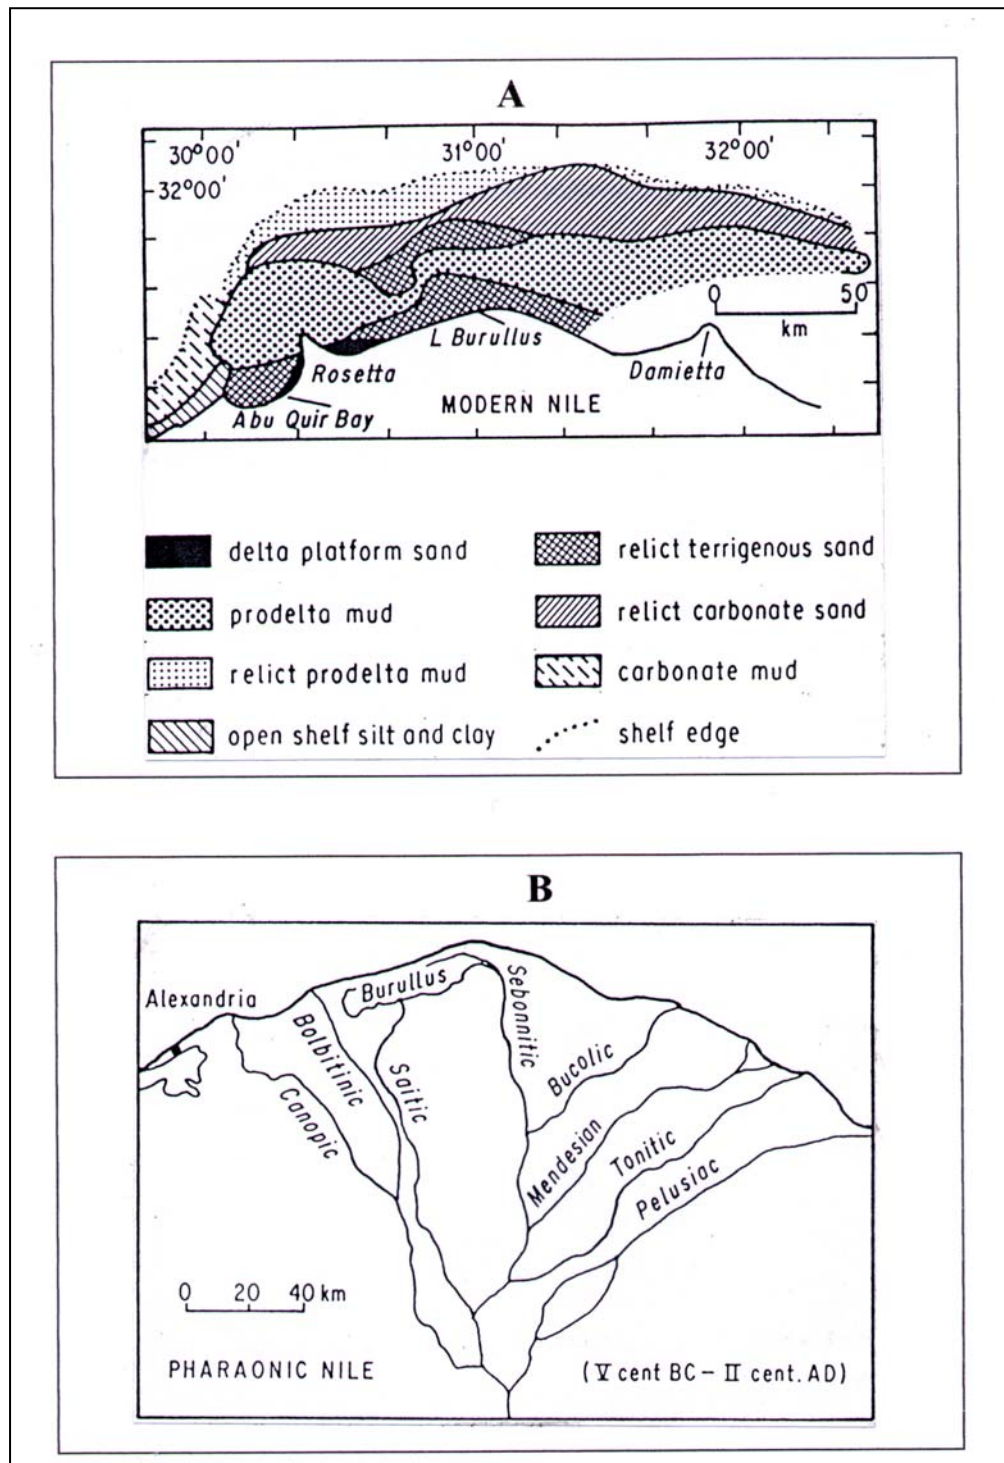 A
30°00'
31°00'
32°00'
32°00'
0 50
km
L Burullus
Rosetta
Damietta
MODERN NILE
Abu Quir Bay
delta platform sand
relict terrigenous sand
prodelta mud
relict carbonate sand
relict prodelta mud
carbonate mud
open shelf silt and clay
shelf edge
B
Alexandria
Burullus
Sebonnitic
Bolbitinic
Saitic
Bucolic
Canopic
Mendesian
Tonitic
Pelusiac
0 20 40 km
PHARAONIC NILE
(V cent BC – II cent. AD)